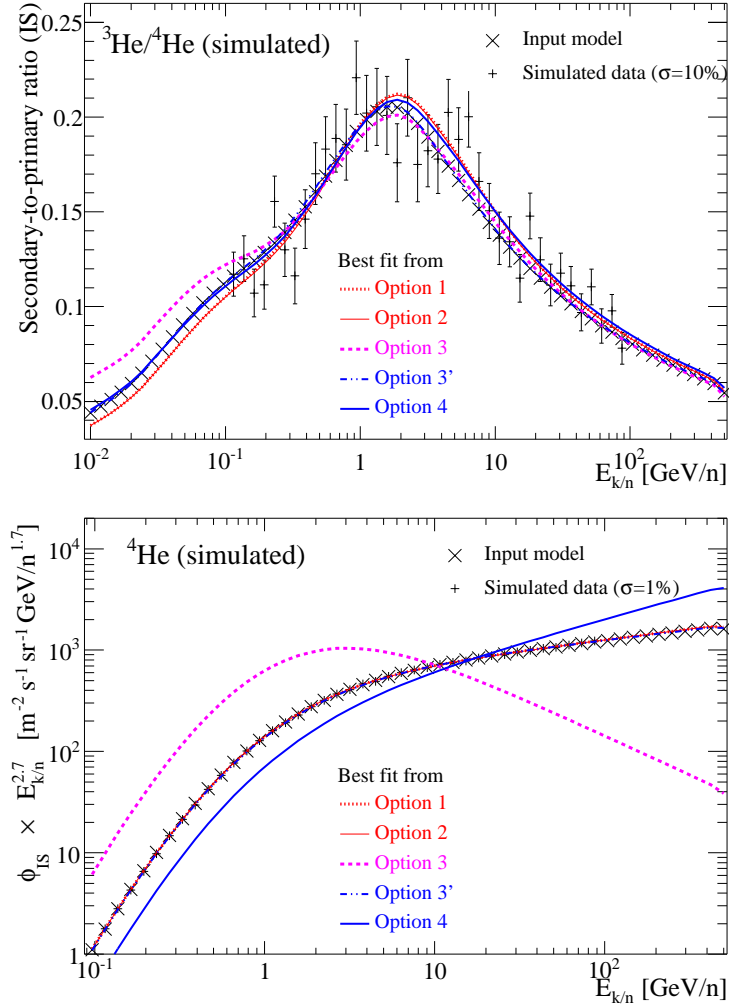 Secondary-to-primary ratio (IS)
0.25
0.2
0.15
0.1
0.05
³He/⁴He (simulated)
Input model
Simulated data (σ=10%)
Best fit from
Option 1
Option 2
Option 3
Option 3'
Option 4
10⁻² 10⁻¹ 1 10 10²
E_k/n [GeV/n]
ϕ_IS × E_k/n^2.7 [m⁻² s⁻¹ sr⁻¹ GeV/n^1.7]
10⁴
10³
10²
10
1
⁴He (simulated)
Input model
Simulated data (σ=1%)
Best fit from
Option 1
Option 2
Option 3
Option 3'
Option 4
10⁻¹ 1 10 10²
E_k/n [GeV/n]